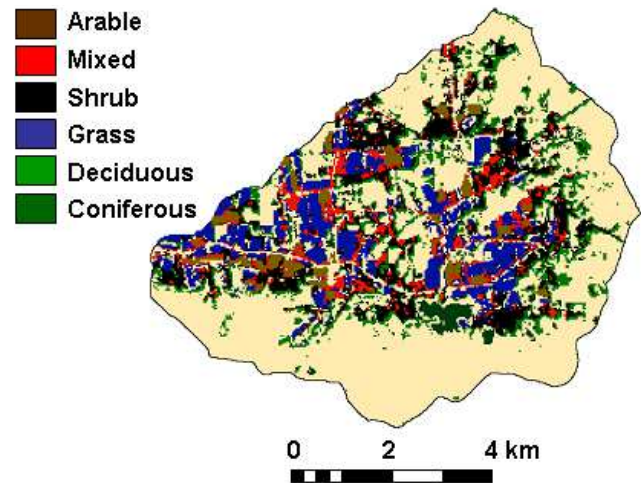 Arable
Mixed
Shrub
Grass
Deciduous
Coniferous
0 2 4 km